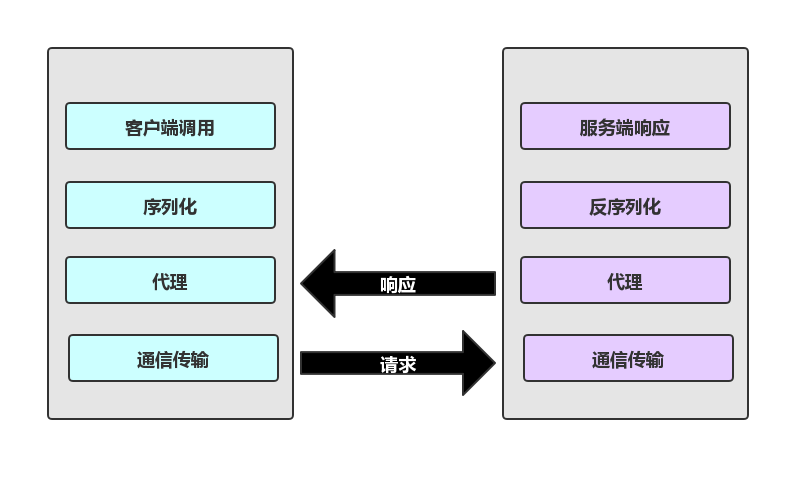 客户端调用
序列化
代理
通信传输
响应
请求
服务端响应
反序列化
代理
通信传输